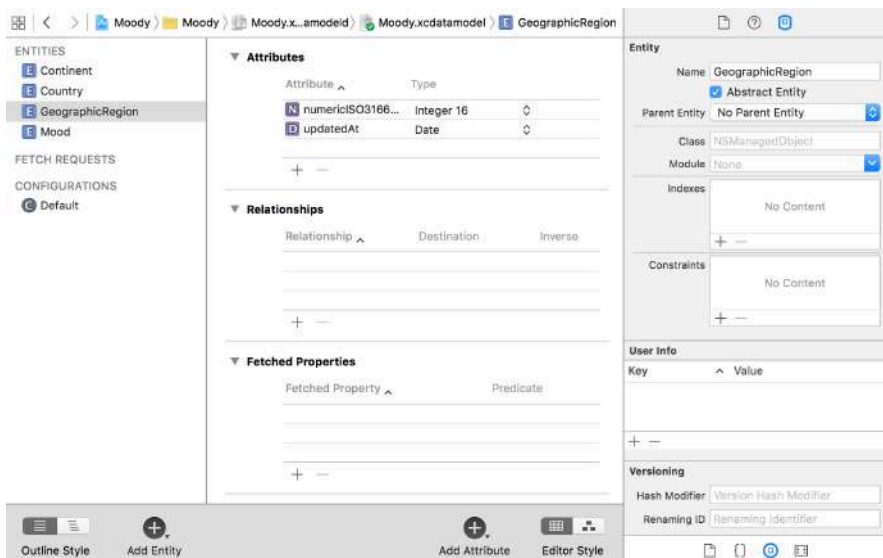 Moody 〉 Moody 〉 Moody.x...amodeld 〉 Moody.xcdatamodel 〉 E GeographicRegion
ENTITIES
E Continent
E Country
E GeographicRegion
E Mood
FETCH REQUESTS
CONFIGURATIONS
C Default
Attributes
Attribute Type
N numericISO3166... Integer 16
D updatedAt Date
+ −
Relationships
Relationship Destination Inverse
+ −
Fetched Properties
Fetched Property Predicate
+ −
Outline Style Add Entity Add Attribute Editor Style
Entity
Name GeographicRegion
Abstract Entity
Parent Entity No Parent Entity
Class NSManagedObject
Module None
Indexes
No Content
+ −
Constraints
No Content
+ −
User Info
Key Value
+ −
Versioning
Hash Modifier Version Hash Modifier
Renaming ID Renaming Identifier